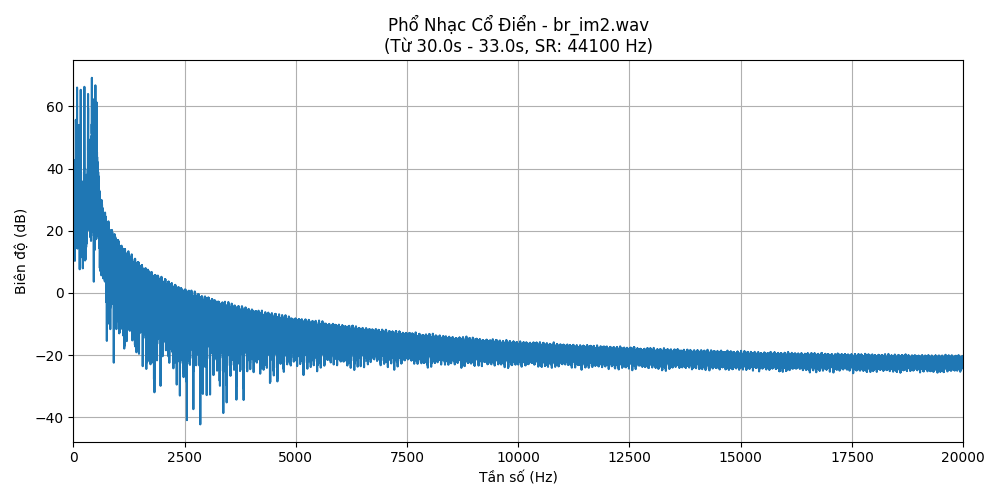 Phổ Nhạc Cổ Điển - br_im2.wav
(Từ 30.0s - 33.0s, SR: 44100 Hz)
Biên độ (dB)
60
40
20
0
−20
−40
0 2500 5000 7500 10000 12500 15000 17500 20000
Tần số (Hz)